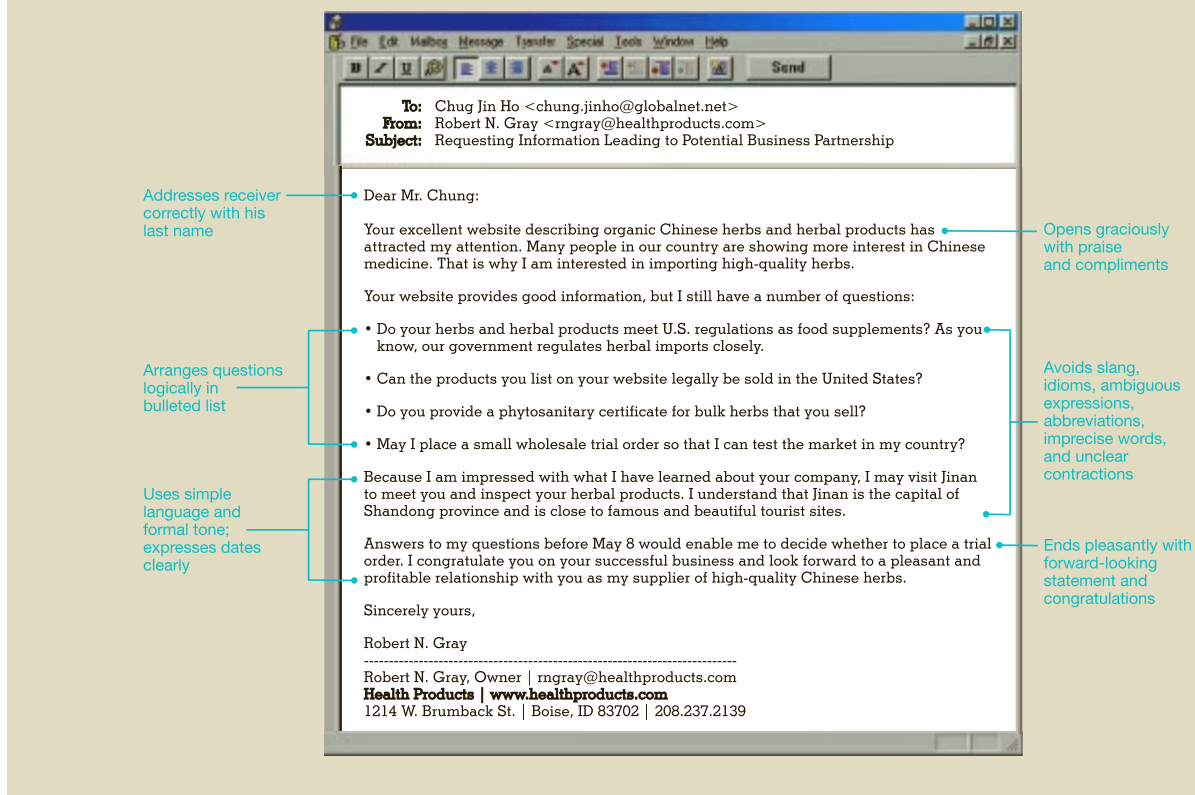 File Edit Mailbox Message Transfer Special Tools Window Help
B I U Send
To: Chug Jin Ho <chung.jinho@globalnet.net>
From: Robert N. Gray <rngray@healthproducts.com>
Subject: Requesting Information Leading to Potential Business Partnership
Addresses receiver
correctly with his
last name
Dear Mr. Chung:
Your excellent website describing organic Chinese herbs and herbal products has
attracted my attention. Many people in our country are showing more interest in Chinese
medicine. That is why I am interested in importing high-quality herbs.
Opens graciously
with praise
and compliments
Your website provides good information, but I still have a number of questions:
• Do your herbs and herbal products meet U.S. regulations as food supplements? As you
know, our government regulates herbal imports closely.
• Can the products you list on your website legally be sold in the United States?
• Do you provide a phytosanitary certificate for bulk herbs that you sell?
• May I place a small wholesale trial order so that I can test the market in my country?
Arranges questions
logically in
bulleted list
Avoids slang,
idioms, ambiguous
expressions,
abbreviations,
imprecise words,
and unclear
contractions
Because I am impressed with what I have learned about your company, I may visit Jinan
to meet you and inspect your herbal products. I understand that Jinan is the capital of
Shandong province and is close to famous and beautiful tourist sites.
Uses simple
language and
formal tone;
expresses dates
clearly
Answers to my questions before May 8 would enable me to decide whether to place a trial
order. I congratulate you on your successful business and look forward to a pleasant and
profitable relationship with you as my supplier of high-quality Chinese herbs.
Ends pleasantly with
forward-looking
statement and
congratulations
Sincerely yours,
Robert N. Gray
---------------------------------------------------------------------------
Robert N. Gray, Owner | rngray@healthproducts.com
Health Products | www.healthproducts.com
1214 W. Brumback St. | Boise, ID 83702 | 208.237.2139